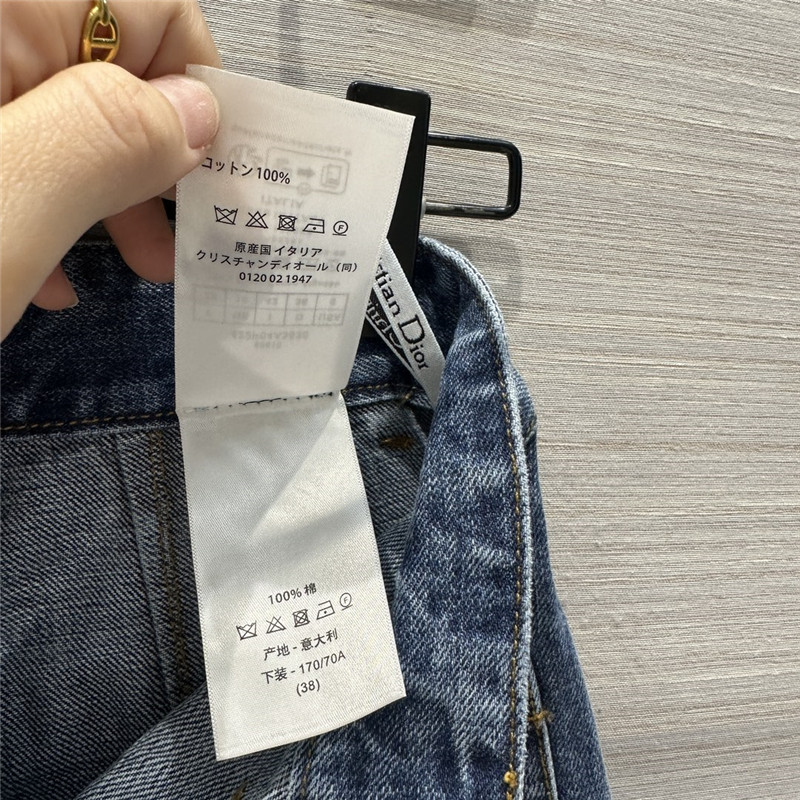 コットン100%
原産国 イタリア
クリスチャンディオール（同）
0120 02 1947
stian Dior
100% 棉
产地 - 意大利
下装 - 170/70A
(38)